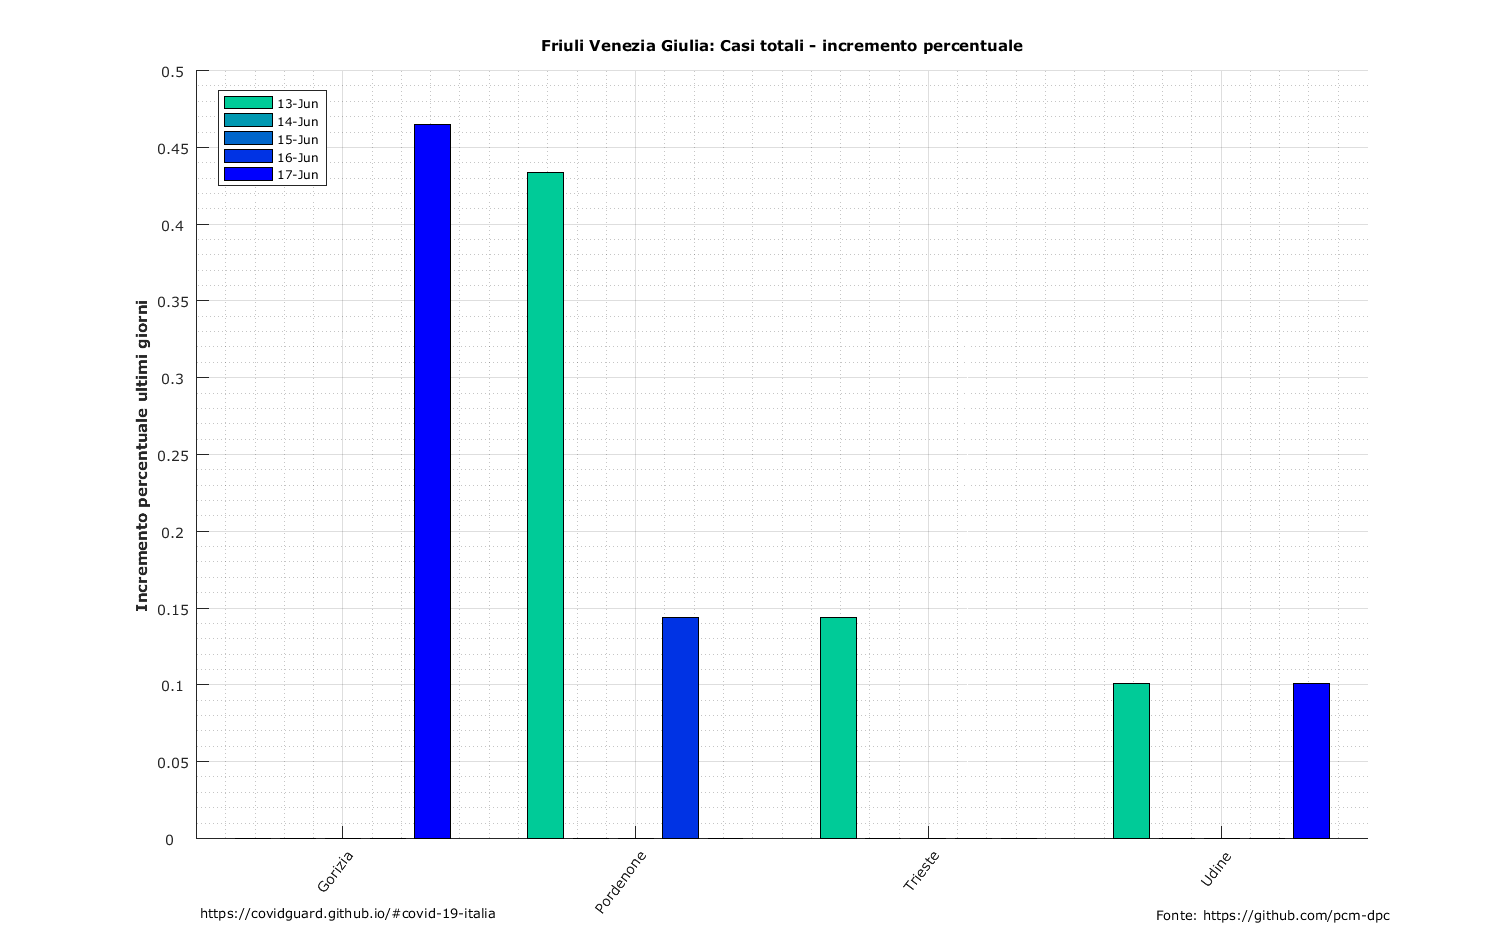 Friuli Venezia Giulia: Casi totali - incremento percentuale
0.5
0.45
0.4
0.35
0.3
0.25
0.2
0.15
0.1
0.05
0
Incremento percentuale ultimi giorni
13-Jun
14-Jun
15-Jun
16-Jun
17-Jun
Gorizia
Pordenone
Trieste
Udine
https://covidguard.github.io/#covid-19-italia
Fonte: https://github.com/pcm-dpc